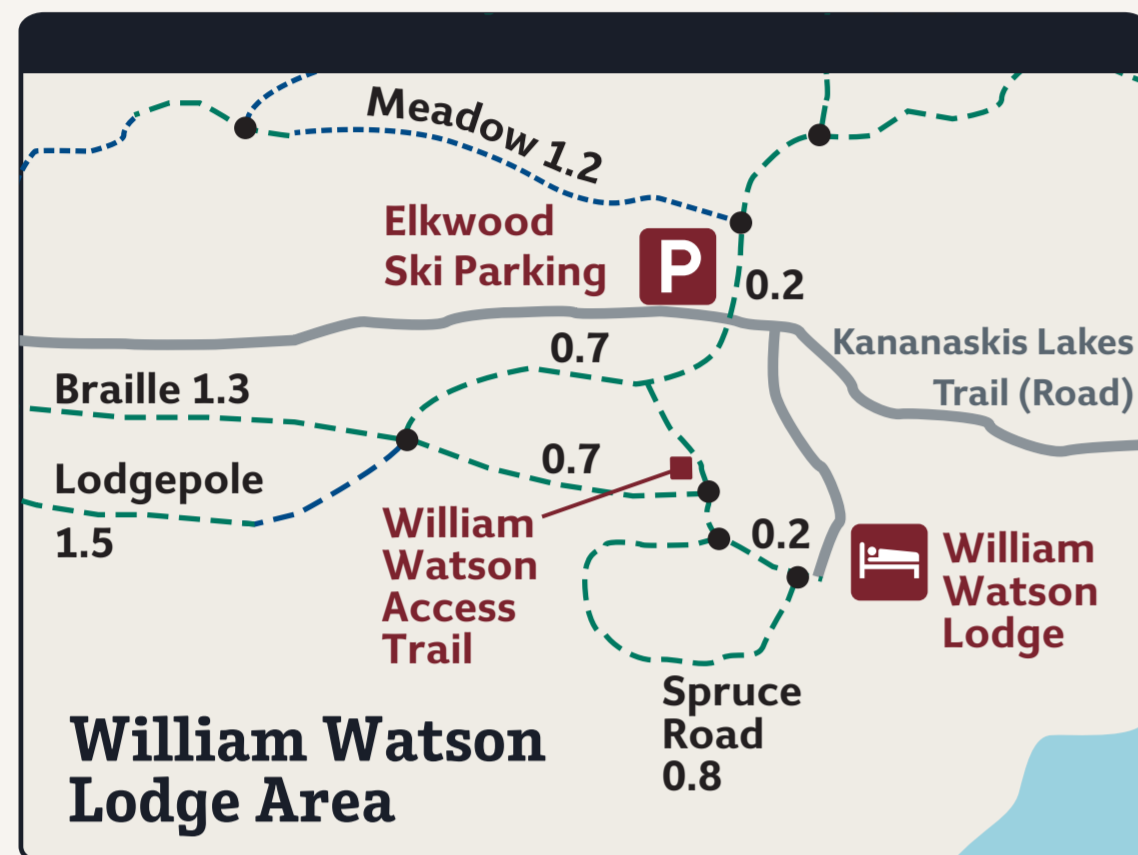 Meadow 1.2
Elkwood
Ski Parking
P
0.2
Kananaskis Lakes
Trail (Road)
0.7
Braille 1.3
0.7
Lodgepole
1.5
William
Watson
Access
Trail
0.2
William
Watson
Lodge
Spruce
Road
0.8
William Watson
Lodge Area